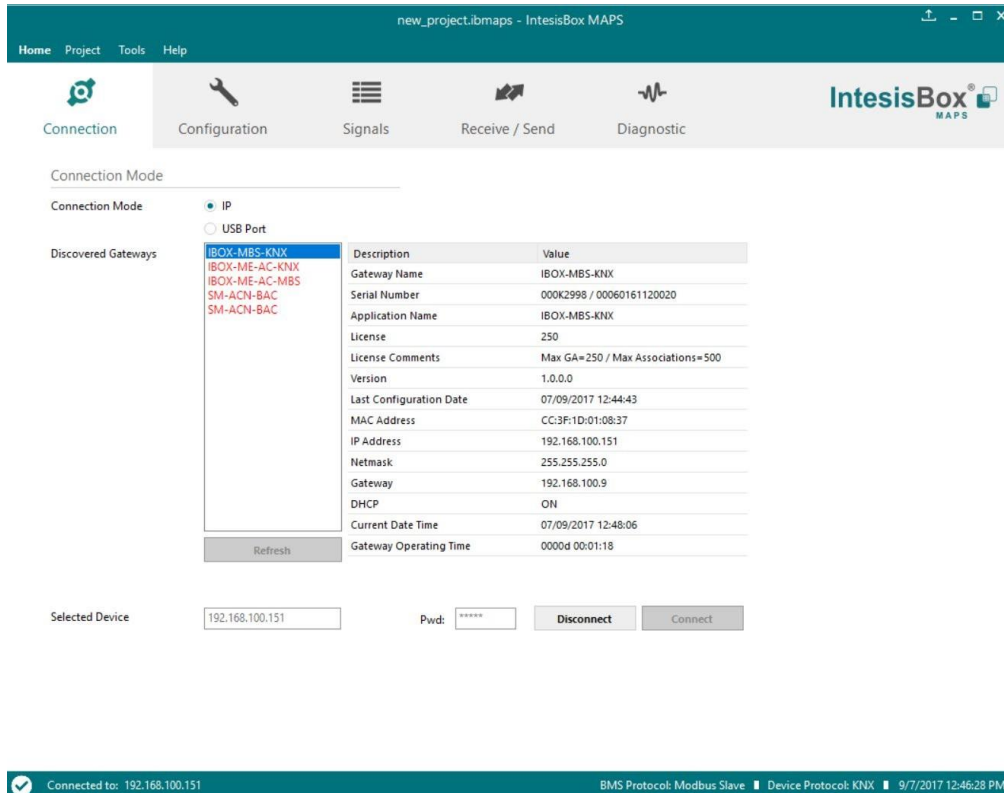 new_project.ibmaps - IntesisBox MAPS
Home Project Tools Help
Connection Configuration Signals Receive / Send Diagnostic
IntesisBox® MAPS
Connection Mode
Connection Mode IP
USB Port
Discovered Gateways
IBOX-MBS-KNX
IBOX-ME-AC-KNX
IBOX-ME-AC-MBS
SM-ACN-BAC
SM-ACN-BAC
Refresh
Description Value
Gateway Name IBOX-MBS-KNX
Serial Number 000K2998 / 00060161120020
Application Name IBOX-MBS-KNX
License 250
License Comments Max GA=250 / Max Associations=500
Version 1.0.0.0
Last Configuration Date 07/09/2017 12:44:43
MAC Address CC:3F:1D:01:08:37
IP Address 192.168.100.151
Netmask 255.255.255.0
Gateway 192.168.100.9
DHCP ON
Current Date Time 07/09/2017 12:48:06
Gateway Operating Time 0000d 00:01:18
Selected Device 192.168.100.151 Pwd: ***** Disconnect Connect
Connected to: 192.168.100.151 BMS Protocol: Modbus Slave Device Protocol: KNX 9/7/2017 12:46:28 PM